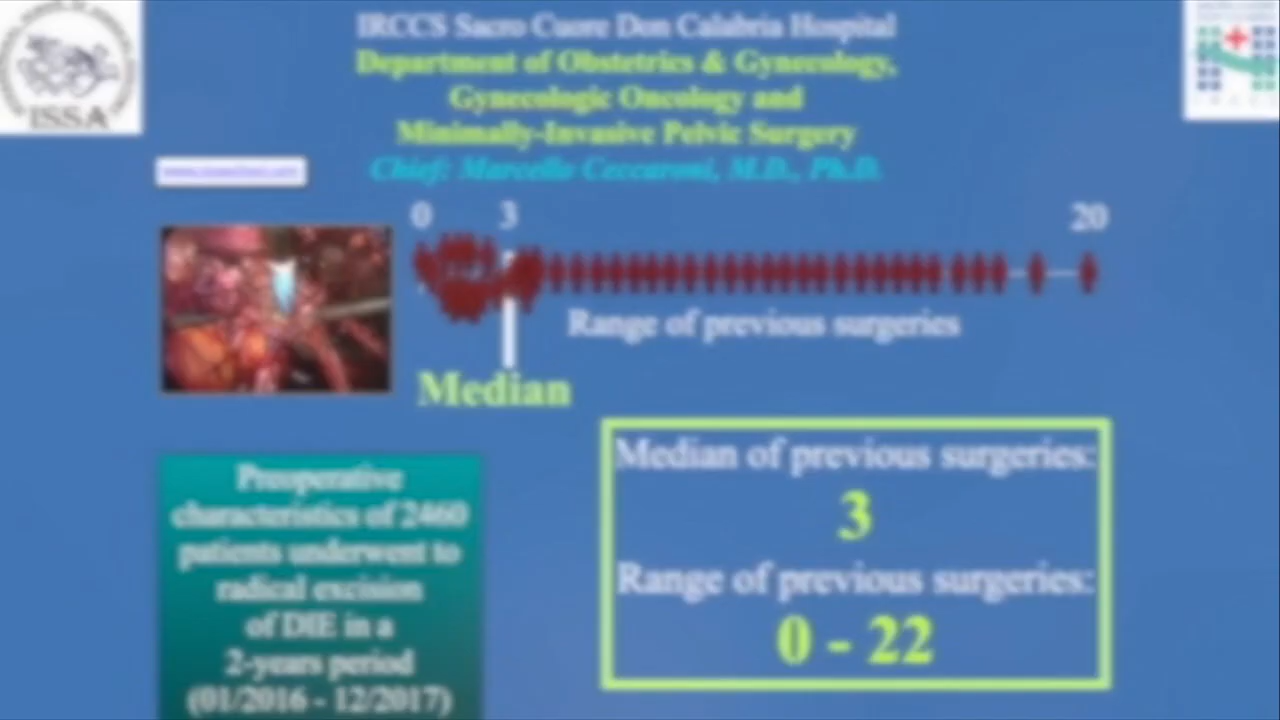 IRCCS Sacro Cuore Don Calabria Hospital
Department of Obstetrics & Gynecology,
Gynecologic Oncology and
Minimally-Invasive Pelvic Surgery
Chief: Marcello Ceccaroni, M.D., Ph.D.
ISSA
0 3 20
Range of previous surgeries
Median
Median of previous surgeries:
3
Range of previous surgeries:
0 - 22
Preoperative
characteristics of 2460
patients underwent to
radical excision
of DIE in a
2-years period
(01/2016 - 12/2017)